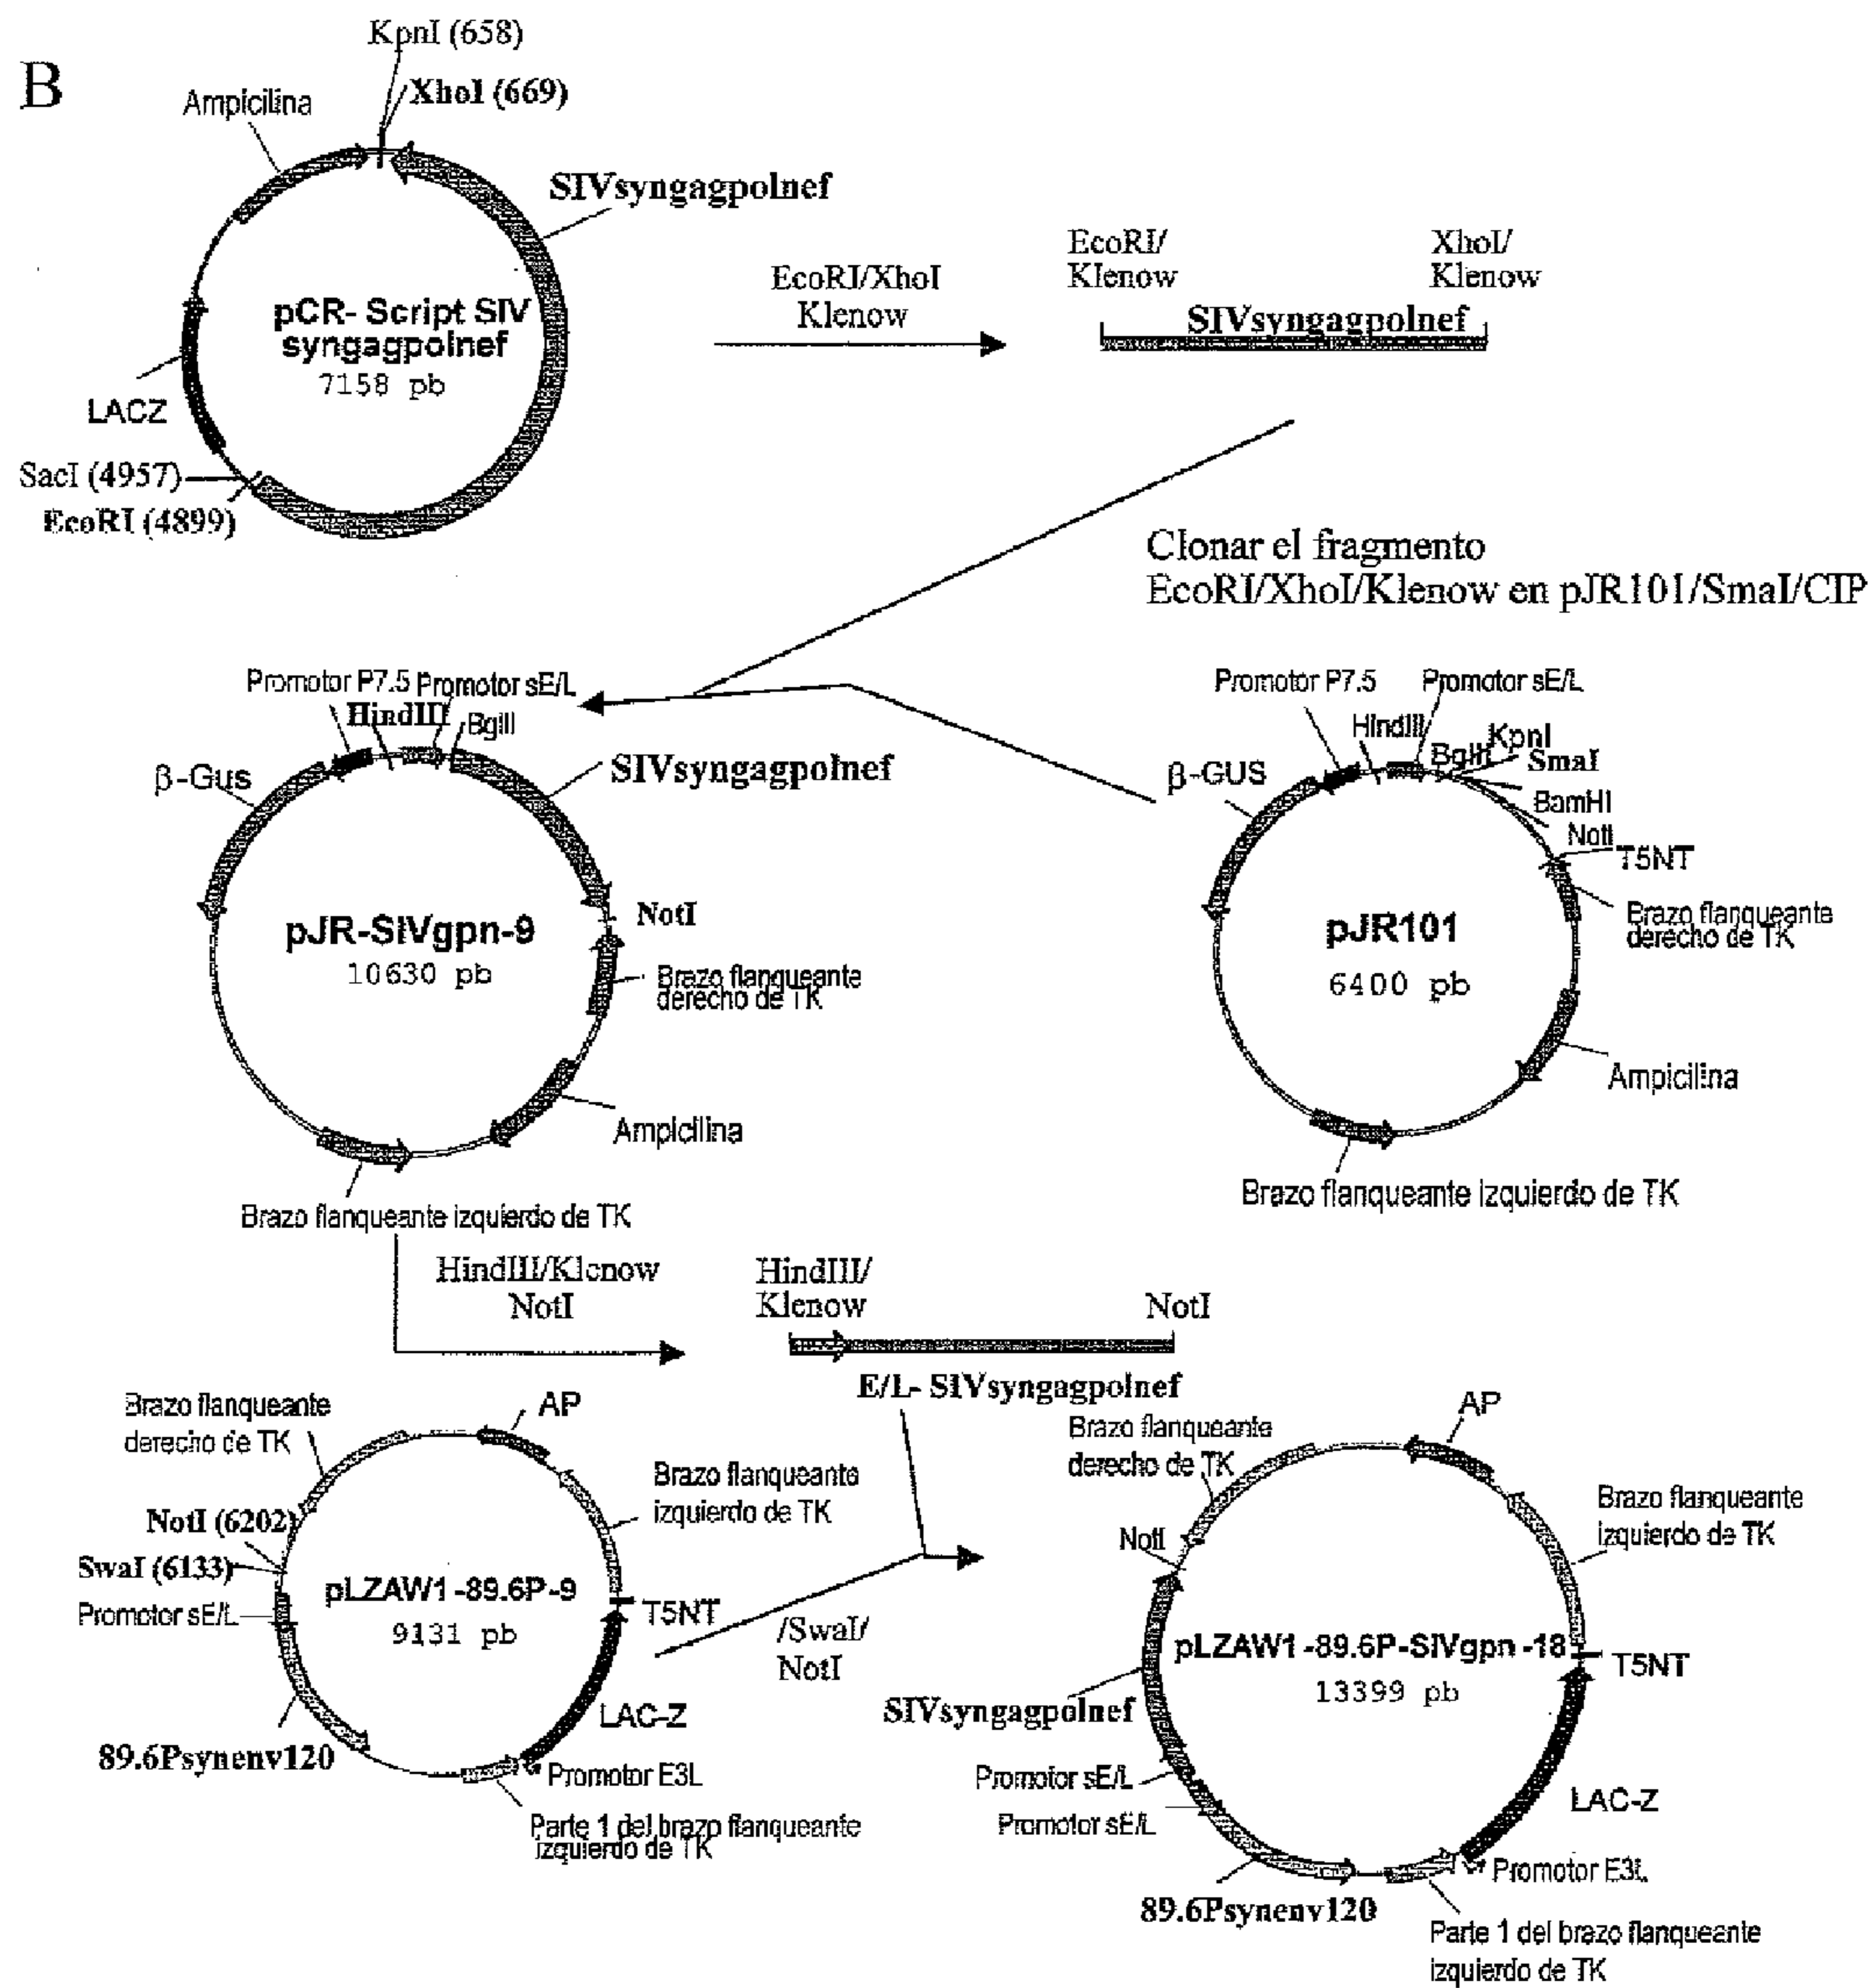 B
KpnI (658)
XhoI (669)
Ampicilina
SIVsyngagpolnef
pCR- Script SIV
syngagpolnef
7158 pb
LACZ
SacI (4957)
EcoRI (4899)
EcoRI/XhoI
Klenow
EcoRI/
Klenow
XhoI/
Klenow
SIVsyngagpolnef
Clonar el fragmento
EcoRI/XhoI/Klenow en pJR101/SmaI/CIP
Promotor P7.5
Promotor sE/L
HindIII
BglII
β-Gus
SIVsyngagpolnef
NotI
pJR-SIVgpn-9
10630 pb
Brazo flanqueante
derecho de TK
Ampicilina
Brazo flanqueante izquierdo de TK
Promotor P7.5
Promotor sE/L
HindIII
BglII
KpnI
SmaI
β-GUS
BamHI
NotI
T5NT
pJR101
6400 pb
Brazo flanqueante
derecho de TK
Ampicilina
Brazo flanqueante izquierdo de TK
HindIII/Klenow
NotI
HindIII/
Klenow
NotI
E/L- SIVsyngagpolnef
Brazo flanqueante
derecho de TK
AP
Brazo flanqueante
izquierdo de TK
NotI (6202)
SwaI (6133)
Promotor sE/L
pLZAW1-89.6P-9
9131 pb
T5NT
LAC-Z
89.6Psynenv120
Promotor E3L
Parte 1 del brazo flanqueante
izquierdo de TK
/SwaI/
NotI
Brazo flanqueante
derecho de TK
AP
Brazo flanqueante
izquierdo de TK
NotI
pLZAW1-89.6P-SIVgpn -18
13399 pb
T5NT
SIVsyngagpolnef
Promotor sE/L
Promotor sE/L
LAC-Z
Promotor E3L
89.6Psynenv120
Parte 1 del brazo flanqueante
izquierdo de TK